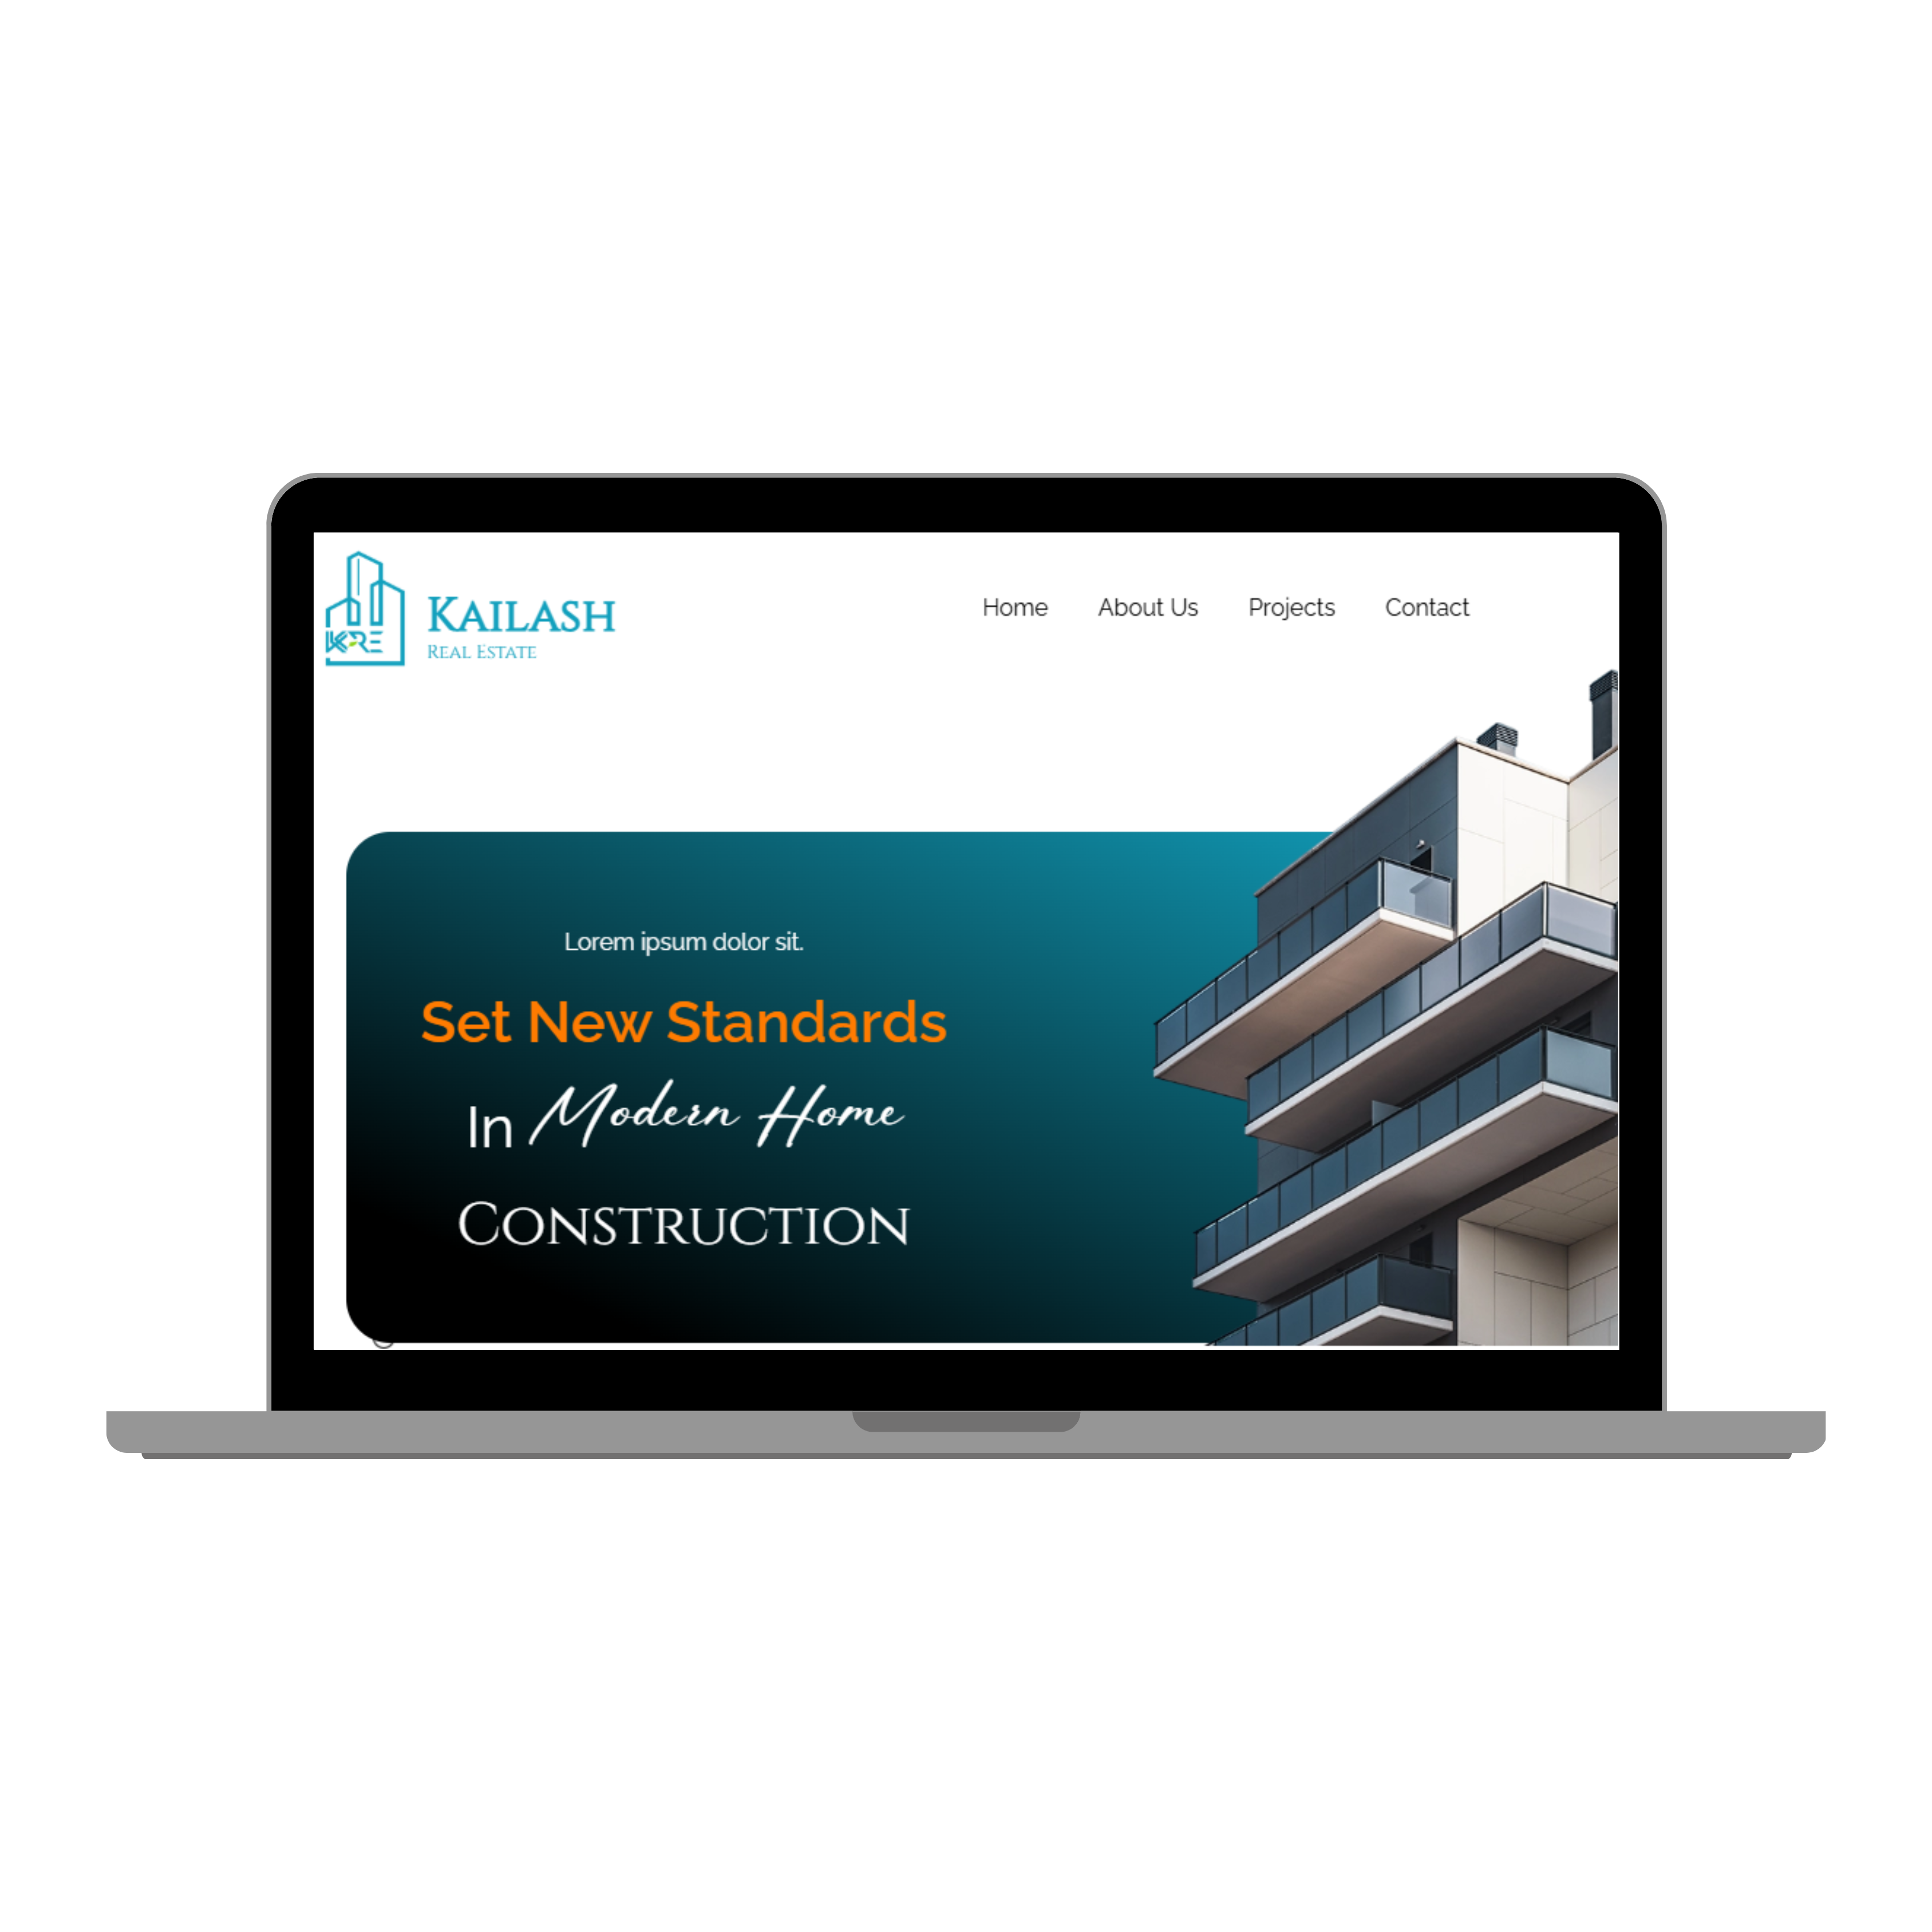 KAILASH
REAL ESTATE
KRE
Home About Us Projects Contact
Lorem ipsum dolor sit.
Set New Standards
In Modern Home
CONSTRUCTION